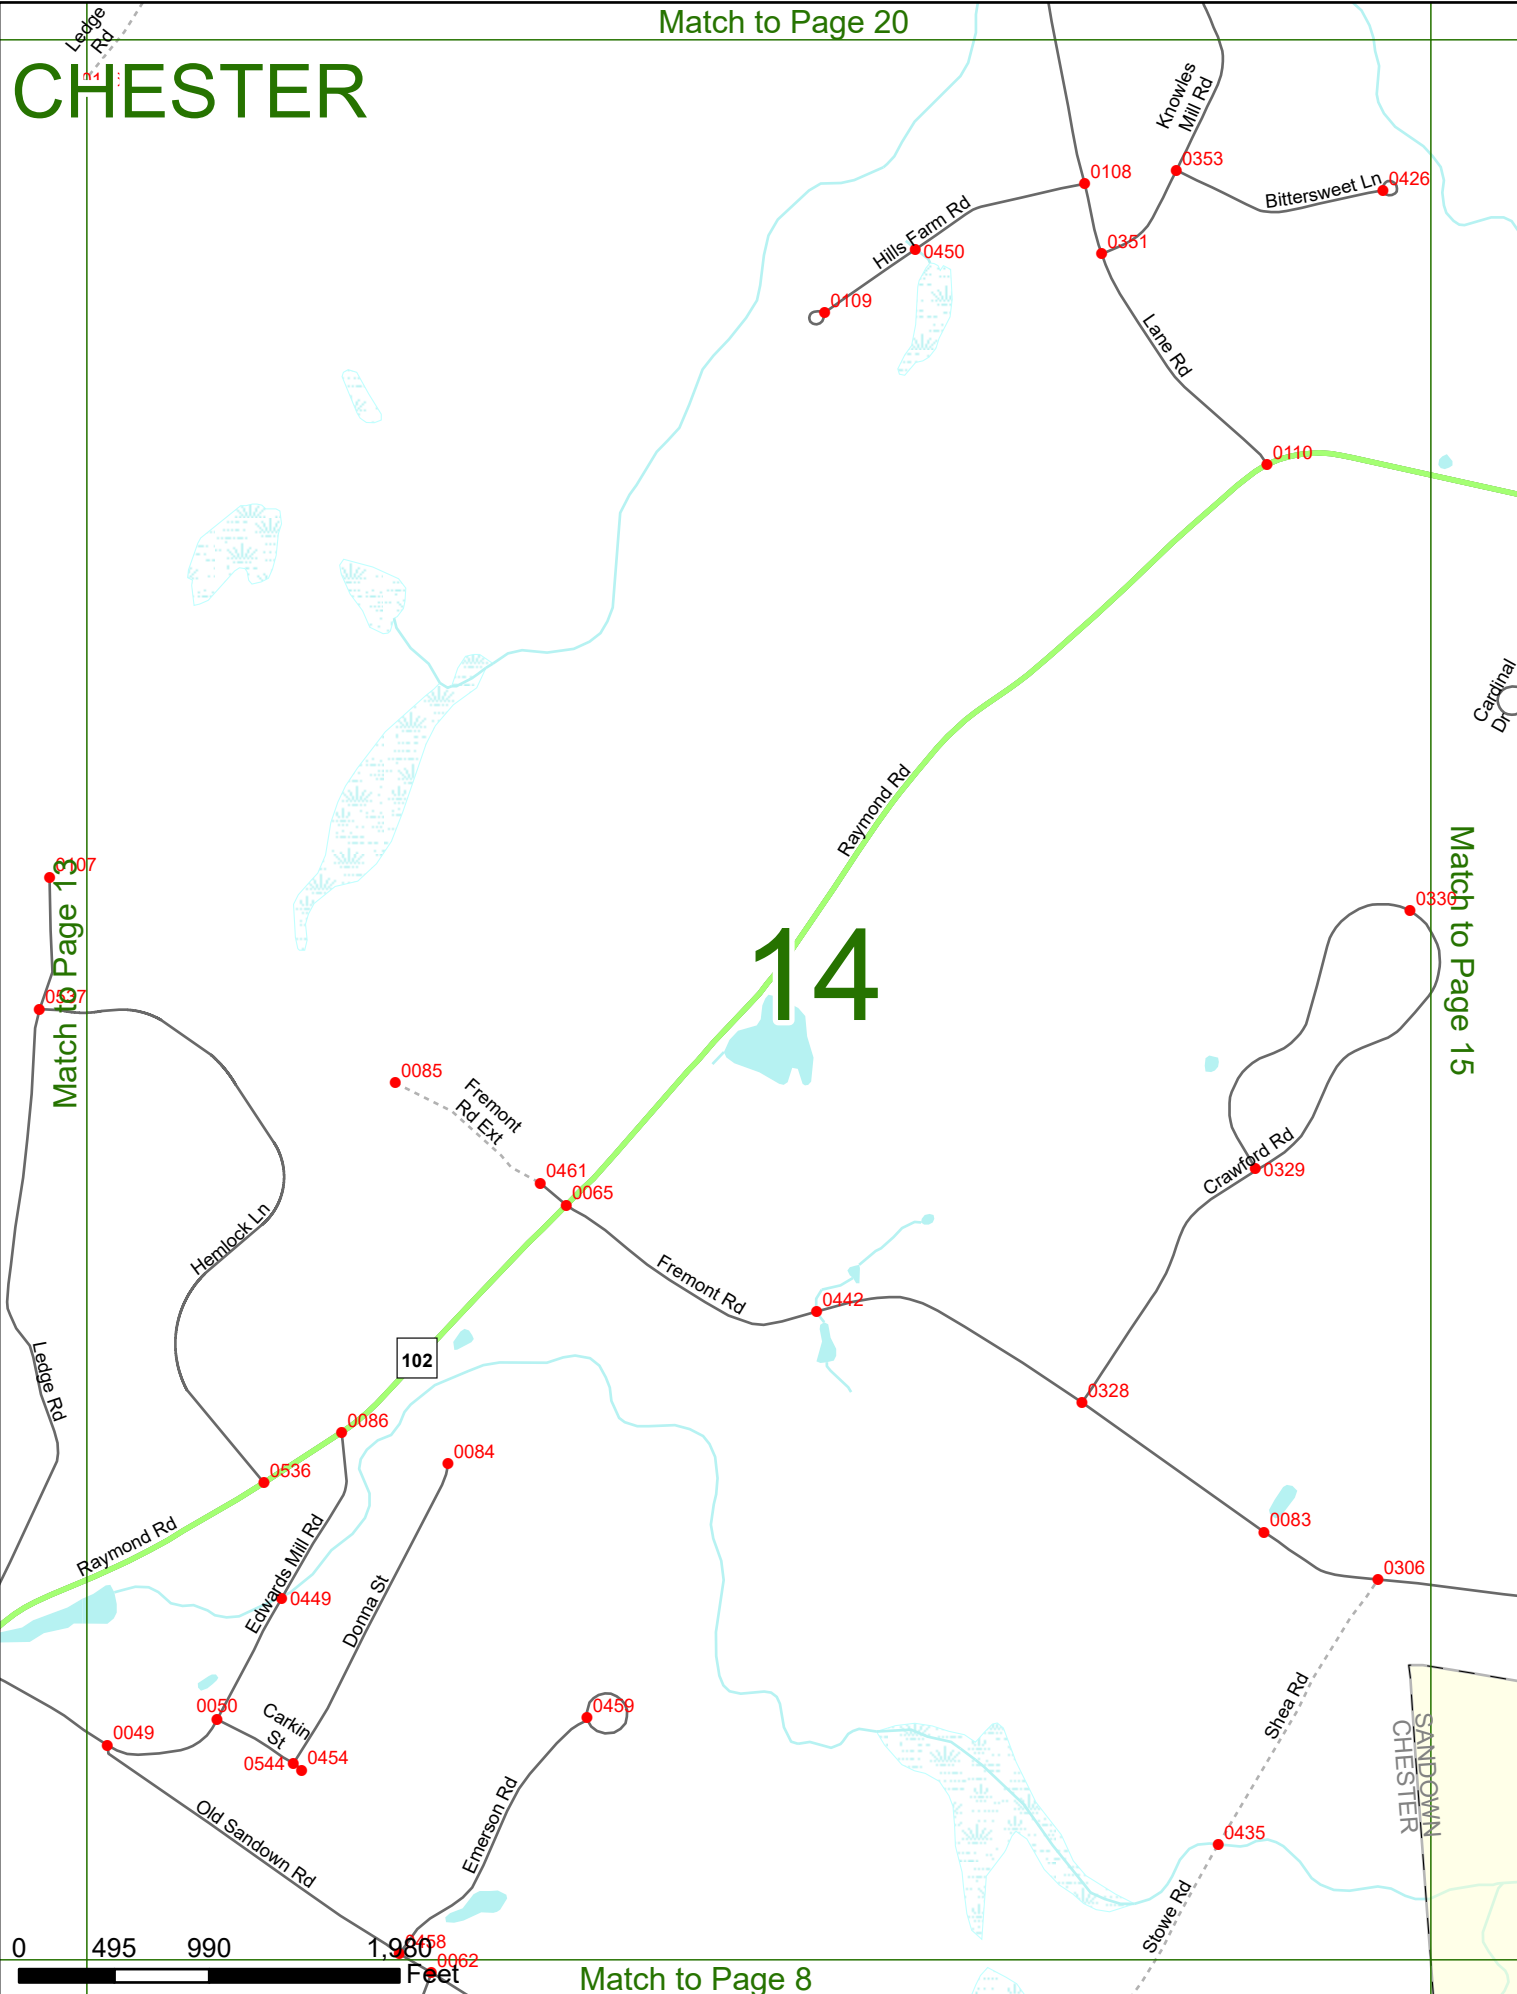 Match to Page 20
Ledge
Rd
CHESTER
Knowles
Mill Rd
0353
0108
Bittersweet Ln
0426
Hills Farm Rd
0351
0450
0109
Lane Rd
0110
Cardinal
Dr
Raymond Rd
Match to Page 13
0107
Match to Page 15
0330
14
0537
0085
Fremont
Rd Ext
0461
0065
Crawford Rd
0329
Hemlock Ln
Fremont Rd
0442
102
Ledge Rd
0328
0086
0084
0536
0083
Raymond Rd
Edwards Mill Rd
0449
Donna St
0306
Shea Rd
0050
Carkin
St
0459
0049
0544
0454
SANDOWN
CHESTER
Old Sandown Rd
Emerson Rd
0435
Stowe Rd
0458
0062
0 495 990 1,980
Feet
Match to Page 8